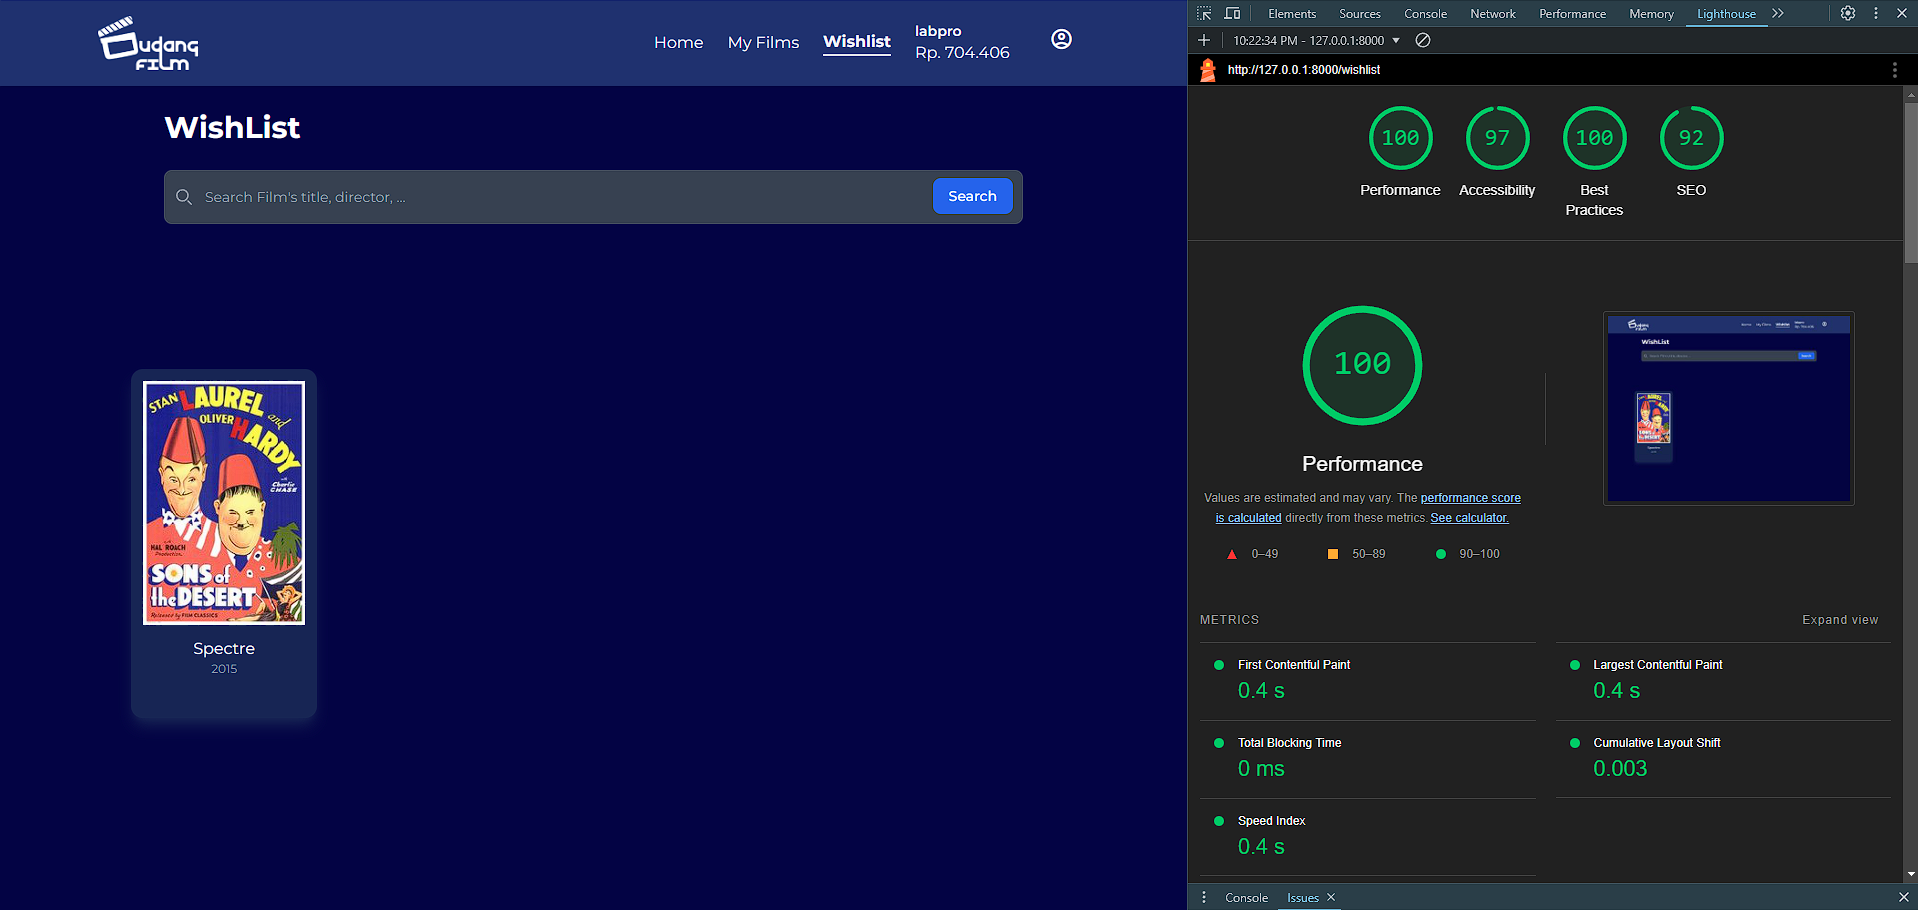 udang
FiLm
Home
My Films
Wishlist
labpro
Rp. 704.406
WishList
Search Film's title, director, ...
Search
STAN LAUREL and
OLIVER HARDY
with
Charlie
CHASE
HAL ROACH
Production
SONS of
the DESERT
Released by FILM CLASSICS
Spectre
2015
Elements
Sources
Console
Network
Performance
Memory
Lighthouse
10:22:34 PM - 127.0.0.1:8000
http://127.0.0.1:8000/wishlist
100
97
100
92
Performance
Accessibility
Best
Practices
SEO
100
Performance
Values are estimated and may vary. The performance score
is calculated directly from these metrics. See calculator.
0–49
50–89
90–100
WishList
METRICS
Expand view
First Contentful Paint
0.4 s
Largest Contentful Paint
0.4 s
Total Blocking Time
0 ms
Cumulative Layout Shift
0.003
Speed Index
0.4 s
Console
Issues